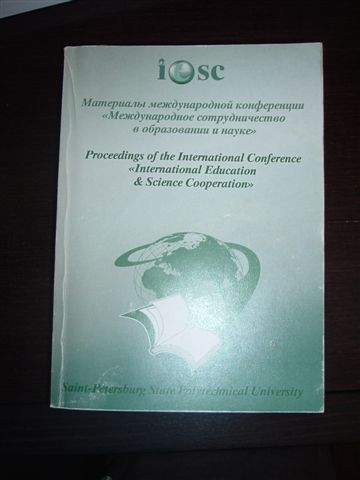 iesc
Материалы международной конференции
«Международное сотрудничество
в образовании и науке»
Proceedings of the International Conference
«International Education
& Science Cooperation»
Saint-Petersburg State Polytechnical University